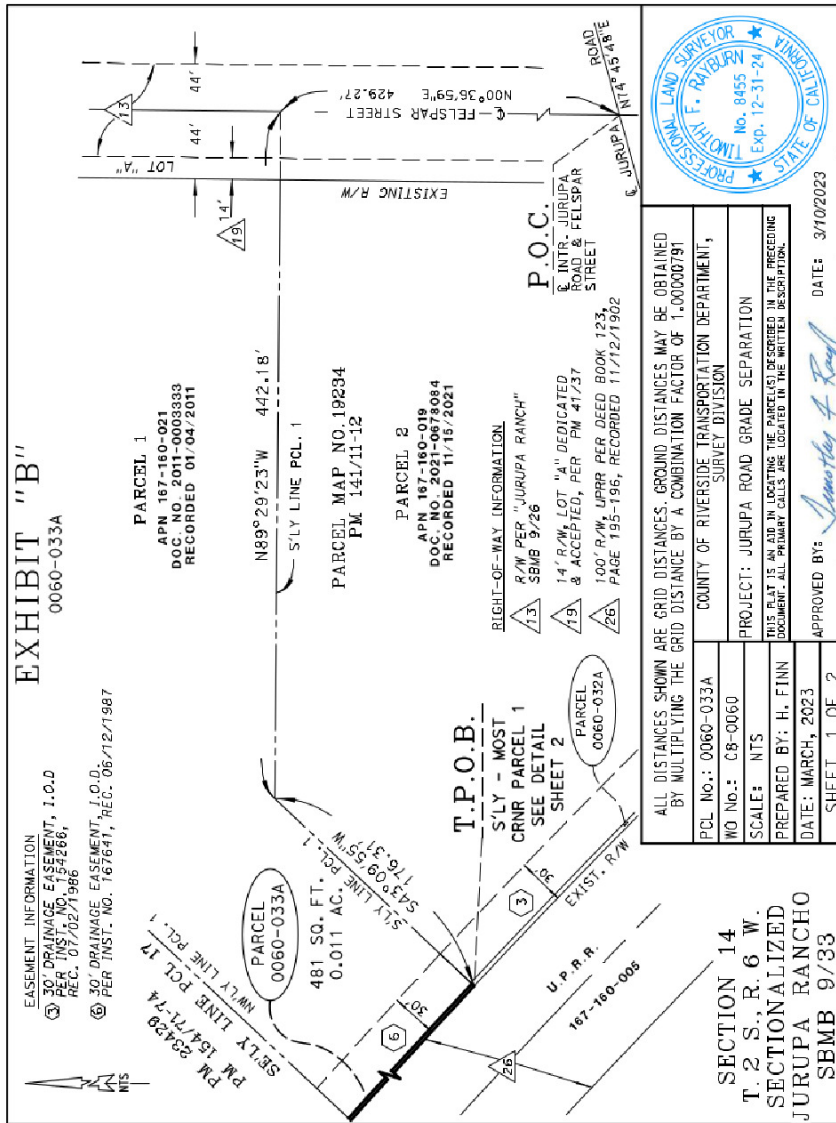 EXHIBIT "B"
0060-033A
EASEMENT INFORMATION
3 30' DRAINAGE EASEMENT, I.O.D
PER INST. NO. 154266,
REC. 07/02/1986
6 30' DRAINAGE EASEMENT, I.O.D.
PER INST. NO. 167641, REC. 06/12/1987
NTS
PM 23429
PM 154/71-74
SE'LY LINE PCL. 17
NW'LY LINE PCL. 1
PARCEL
0060-033A
481 SQ. FT.
0.011 AC.
S'LY LINE PCL. 1
S43°09'55"W
176.31'
PARCEL 1
APN 167-160-021
DOC. NO. 2011-0003333
RECORDED 01/04/2011
N89°29'23"W 442.18'
S'LY LINE PCL. 1
PARCEL MAP NO.19234
PM 141/11-12
PARCEL 2
APN 167-160-019
DOC. NO. 2021-0678084
RECORDED 11/15/2021
13
44' 44'
LOT "A"
14'
19
EXISTING R/W
℄ FELSPAR STREET
N00°36'59"E 429.27'
P.O.C.
℄ INTR. JURUPA
ROAD & FELSPAR
STREET
℄ JURUPA ROAD
N74°45'48"E
RIGHT-OF-WAY INFORMATION
13 R/W PER "JURUPA RANCH"
SBMB 9/26
19 14' R/W, LOT "A" DEDICATED
& ACCEPTED, PER PM 41/37
26 100' R/W, UPRR PER DEED BOOK 123,
PAGE 195-196, RECORDED 11/12/1902
T.P.O.B.
S'LY - MOST
CRNR PARCEL 1
SEE DETAIL
SHEET 2
PARCEL
0060-032A
30'
6
30'
3
EXIST. R/W
U.P.R.R.
167-160-005
26
SECTION 14
T. 2 S., R. 6 W.
SECTIONALIZED
JURUPA RANCHO
SBMB 9/33
ALL DISTANCES SHOWN ARE GRID DISTANCES. GROUND DISTANCES MAY BE OBTAINED
BY MULTIPLYING THE GRID DISTANCE BY A COMBINATION FACTOR OF 1.00000791
PCL No.: 0060-033A
WO No.: C8-0060
SCALE: NTS
PREPARED BY: H. FINN
DATE: MARCH, 2023
SHEET 1 OF 2
COUNTY OF RIVERSIDE TRANSPORTATION DEPARTMENT,
SURVEY DIVISION
PROJECT: JURUPA ROAD GRADE SEPARATION
THIS PLAT IS AN AID IN LOCATING THE PARCEL(S) DESCRIBED IN THE PRECEDING
DOCUMENT. ALL PRIMARY CALLS ARE LOCATED IN THE WRITTEN DESCRIPTION.
APPROVED BY: Timothy F Rayb
DATE: 3/10/2023
PROFESSIONAL LAND SURVEYOR
TIMOTHY F. RAYBURN
No. 8455
Exp. 12-31-24
STATE OF CALIFORNIA